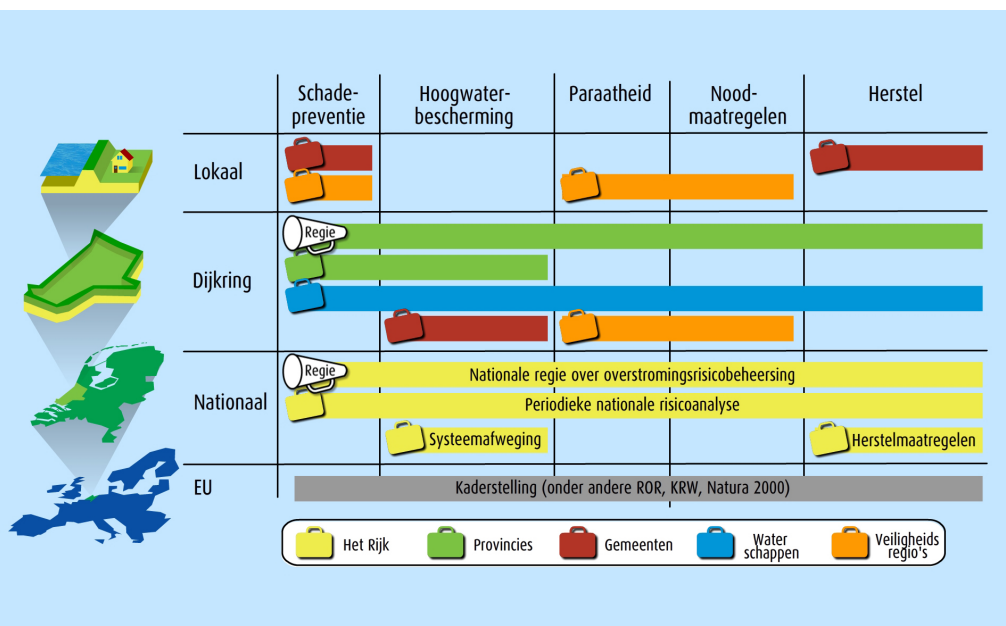 Schade-
preventie
Hoogwater-
bescherming
Paraatheid
Nood-
maatregelen
Herstel
Lokaal
Dijkring
Regie
Nationaal
Regie
Nationale regie over overstromingsrisicobeheersing
Periodieke nationale risicoanalyse
Systeemafweging
Herstelmaatregelen
EU
Kaderstelling (onder andere ROR, KRW, Natura 2000)
Het Rijk
Provincies
Gemeenten
Water
schappen
Veiligheids
regio's